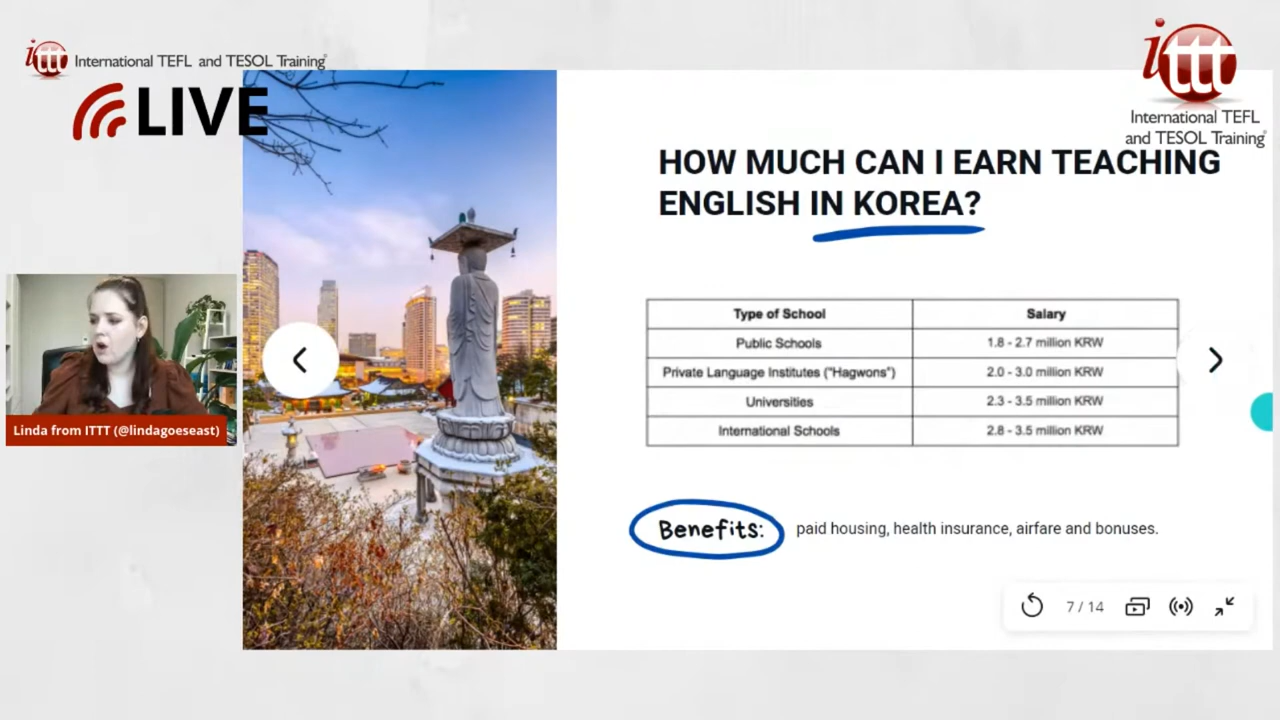 ittt International TEFL and TESOL Training®
LIVE
ittt
International TEFL
and TESOL Training®
HOW MUCH CAN I EARN TEACHING
ENGLISH IN KOREA?
Type of School Salary
Public Schools 1.8 - 2.7 million KRW
Private Language Institutes ("Hagwons") 2.0 - 3.0 million KRW
Universities 2.3 - 3.5 million KRW
International Schools 2.8 - 3.5 million KRW
Linda from ITTT (@lindagoeseast)
Benefits: paid housing, health insurance, airfare and bonuses.
7 / 14